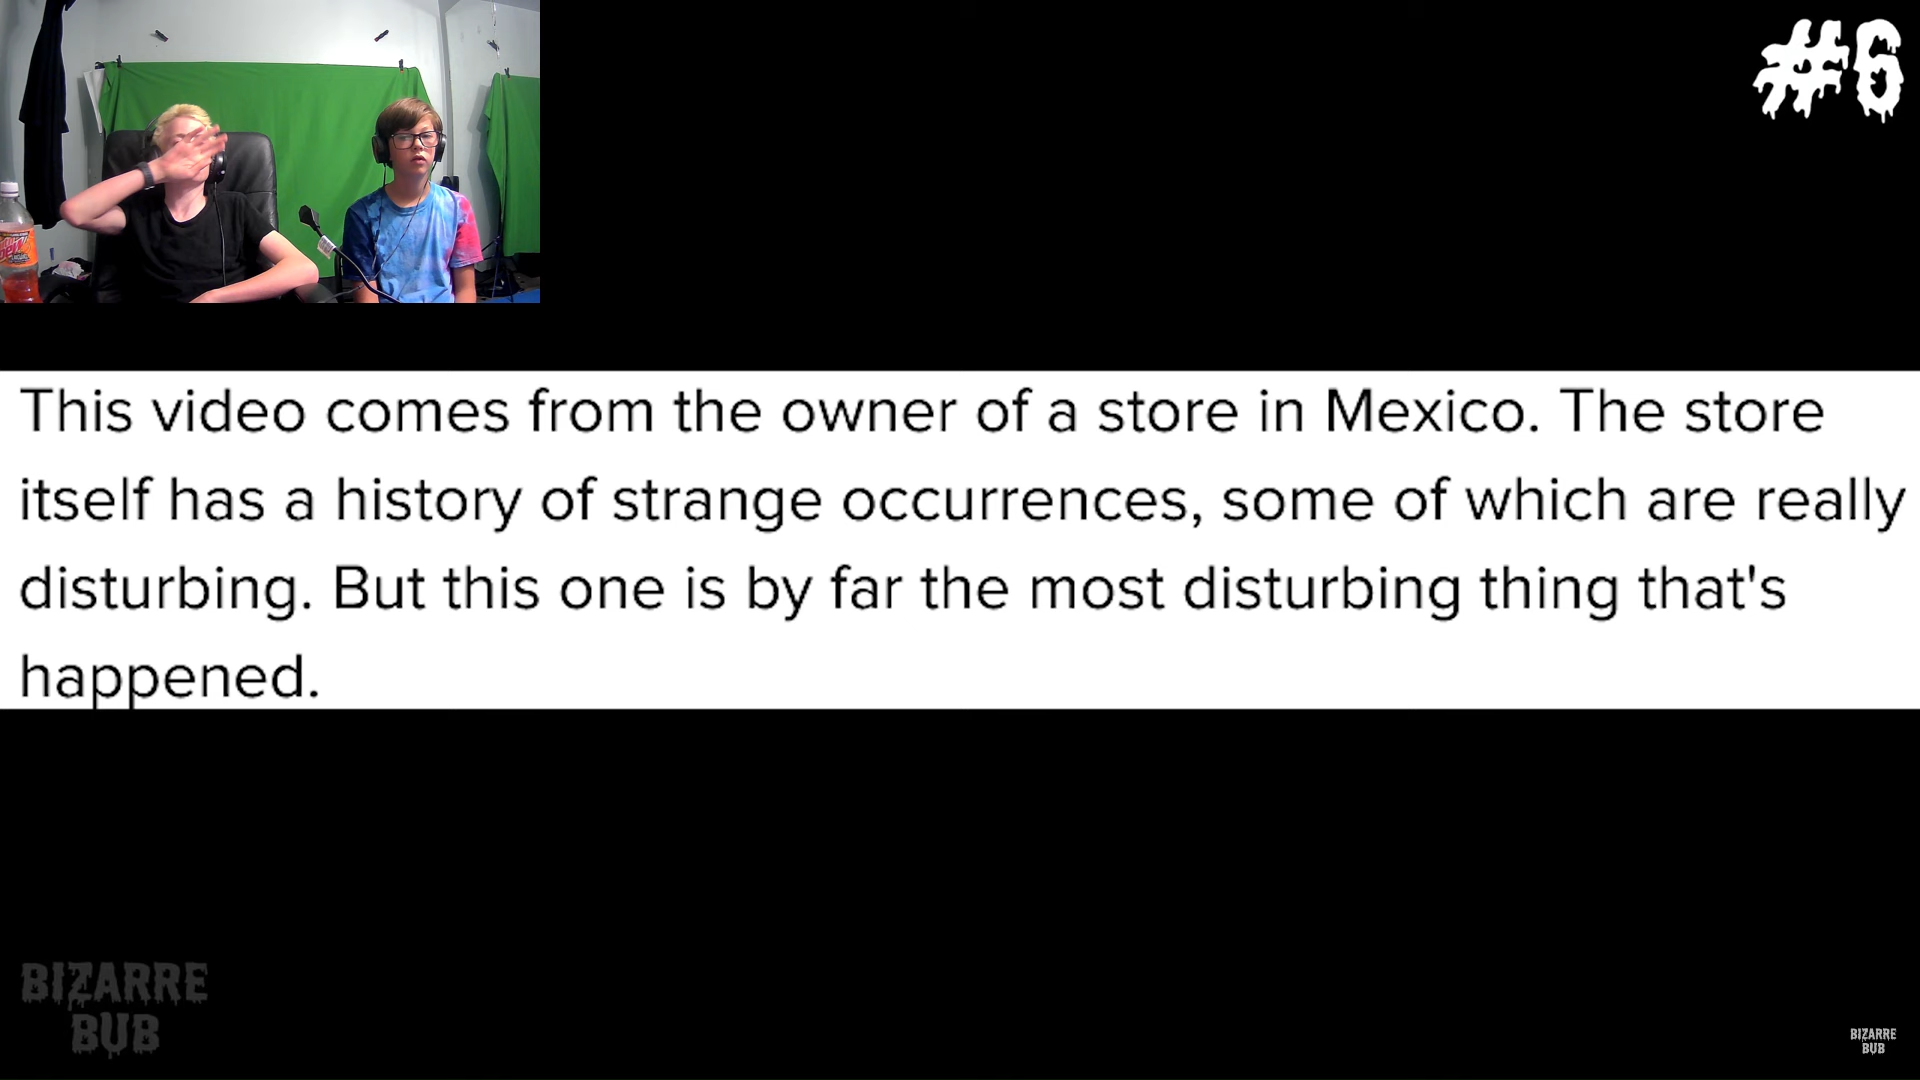 #6
This video comes from the owner of a store in Mexico. The store
itself has a history of strange occurrences, some of which are really
disturbing. But this one is by far the most disturbing thing that's
happened.
BIZARRE
BUB
BIZARRE
BUB